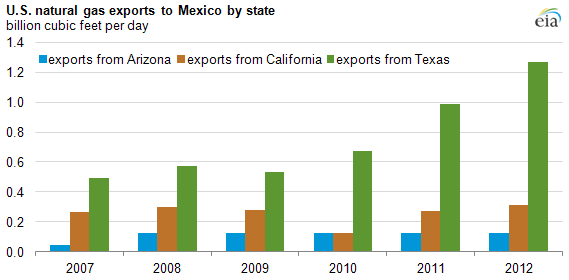 U.S. natural gas exports to Mexico by state
billion cubic feet per day
eia
1.4
exports from Arizona exports from California exports from Texas
1.2
1.0
0.8
0.6
0.4
0.2
0.0
2007 2008 2009 2010 2011 2012